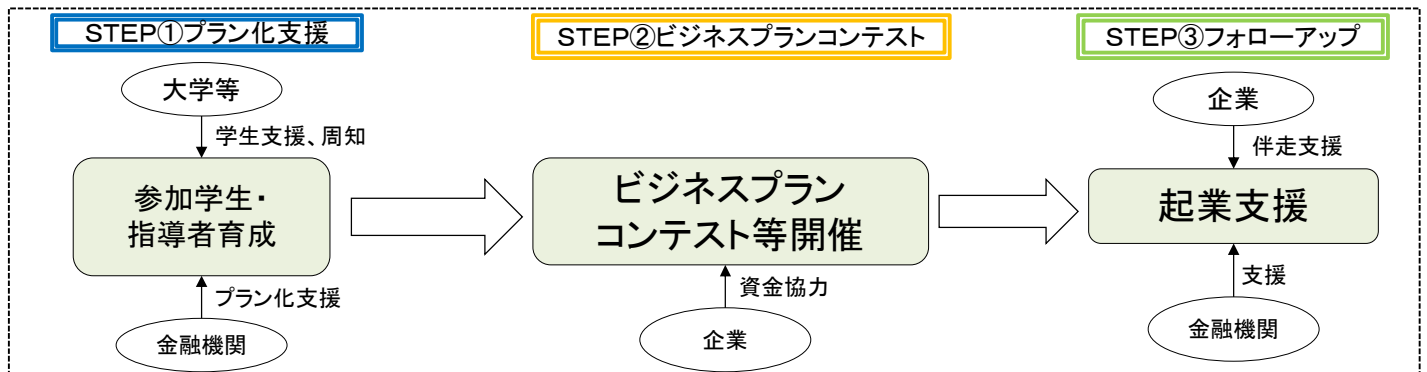 STEP①プラン化支援
STEP②ビジネスプランコンテスト
STEP③フォローアップ
大学等
学生支援、周知
参加学生・
指導者育成
プラン化支援
金融機関
ビジネスプラン
コンテスト等開催
資金協力
企業
企業
伴走支援
起業支援
支援
金融機関